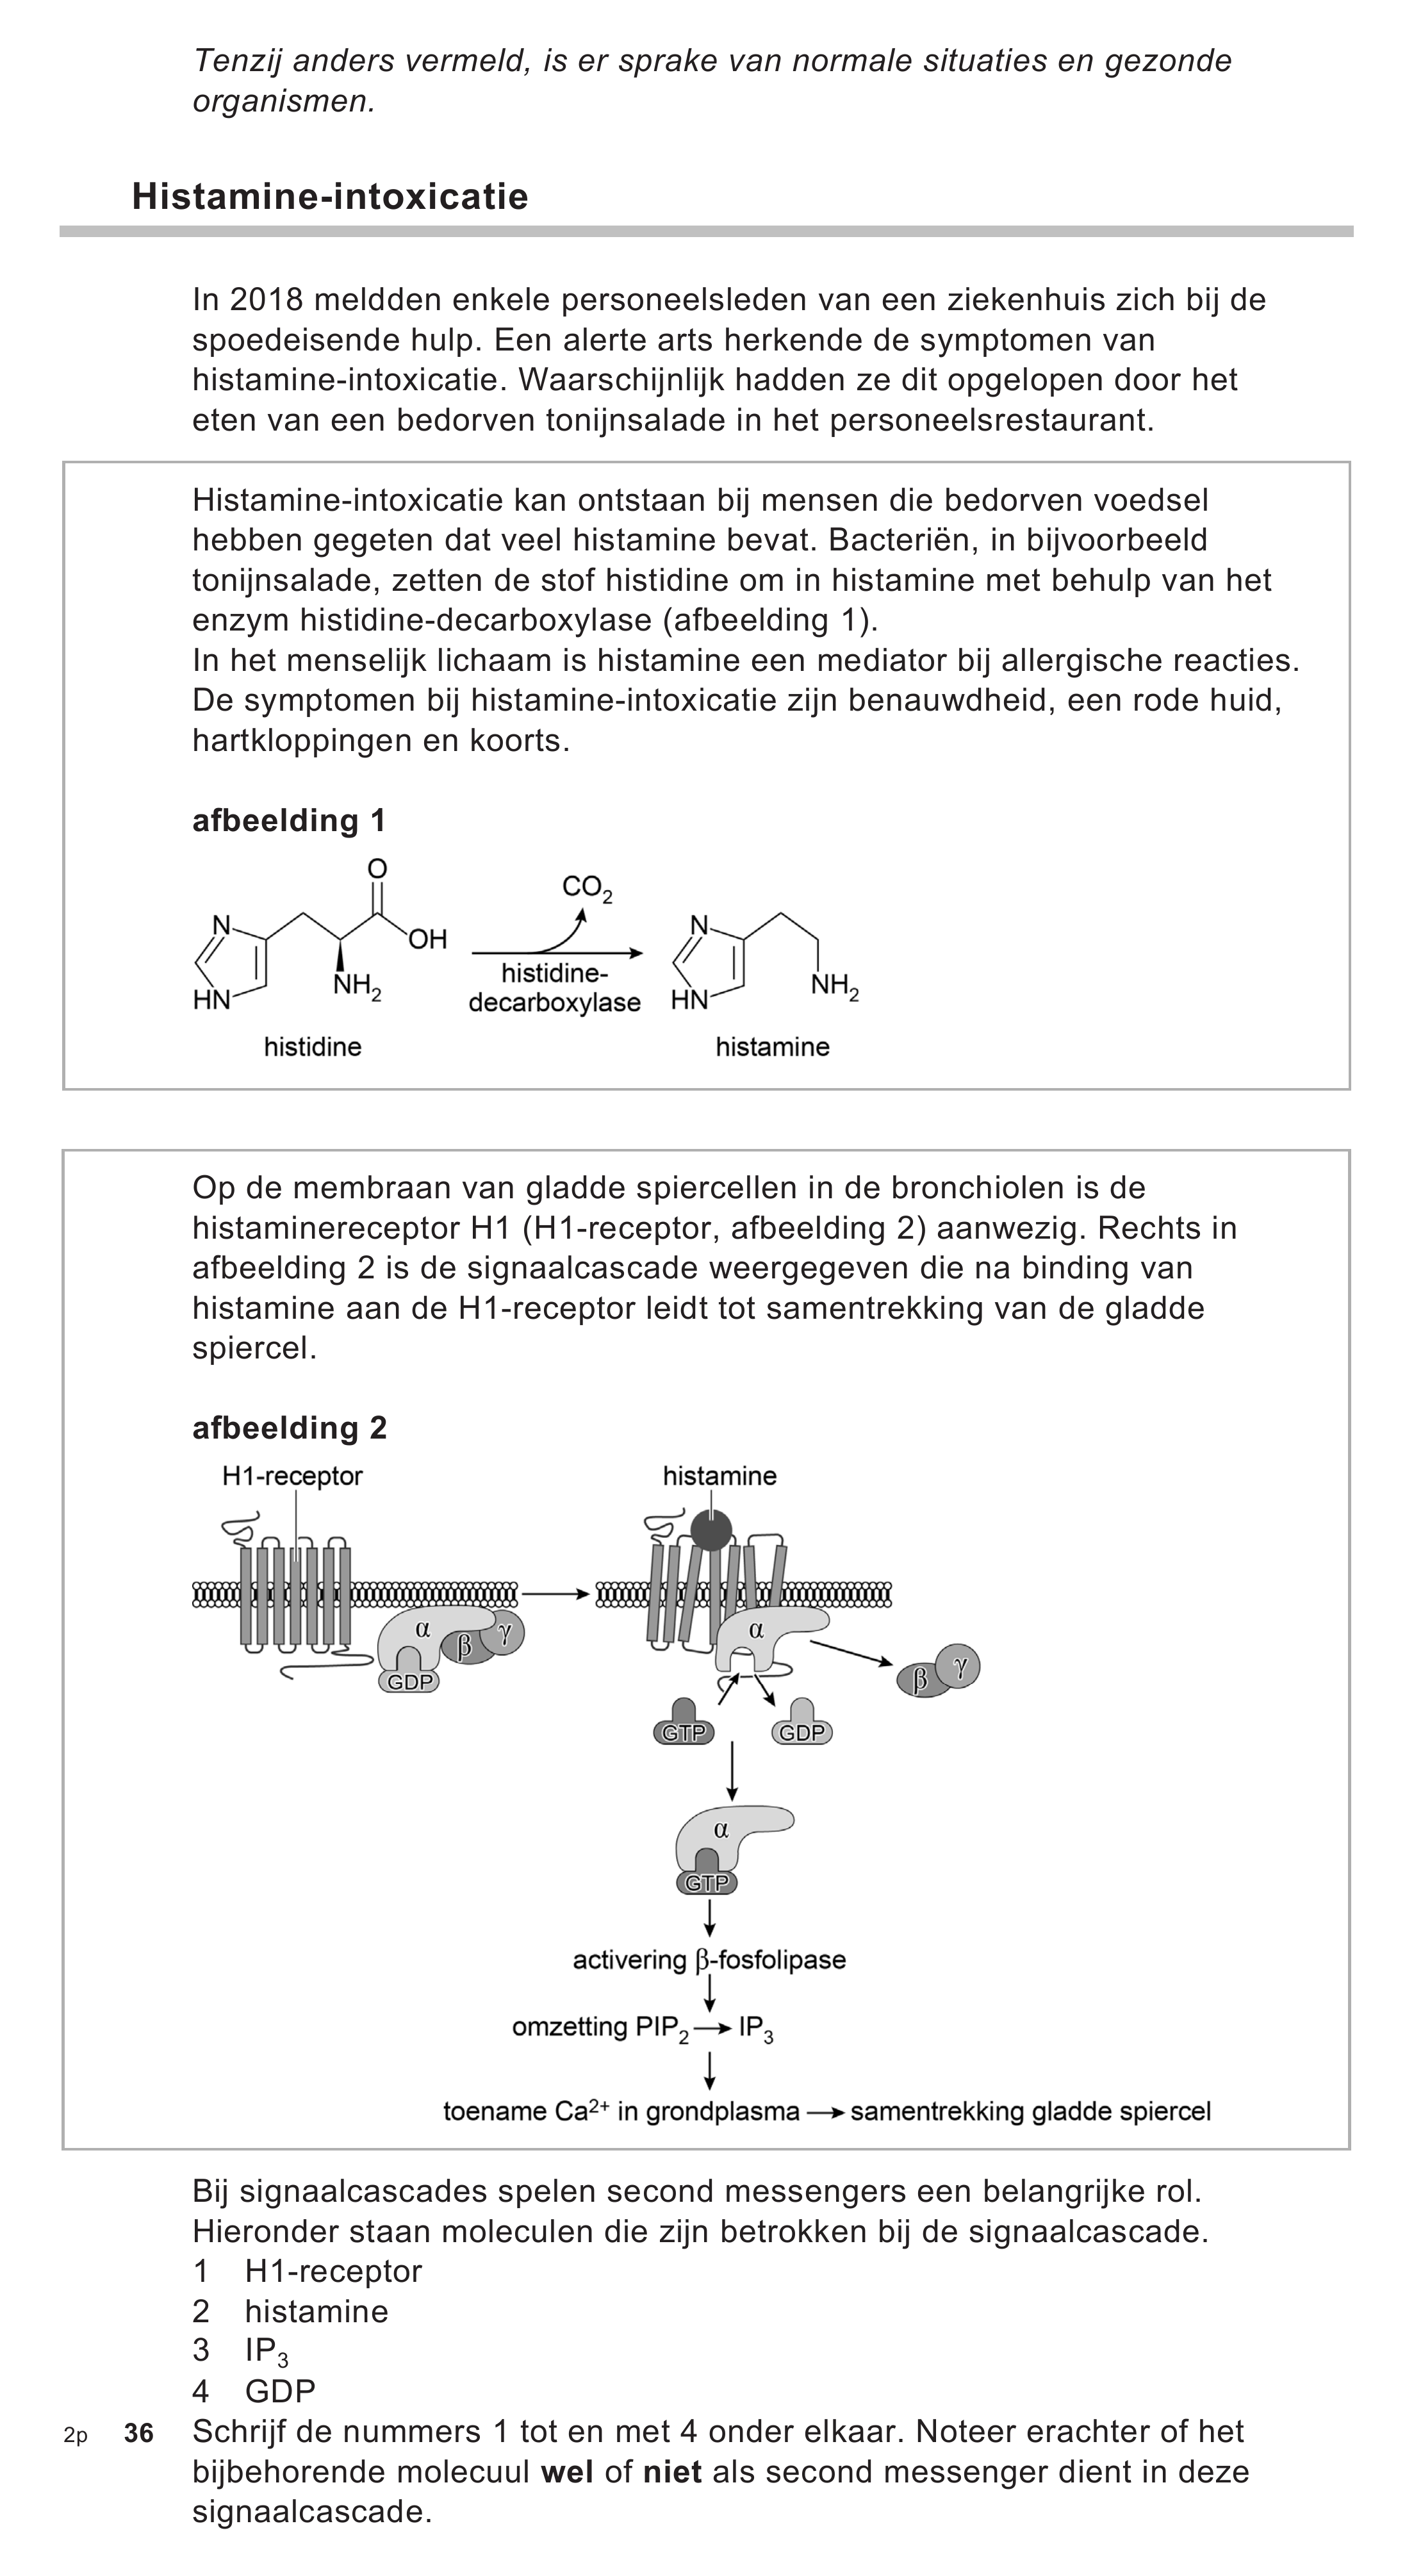 Tenzij anders vermeld, is er sprake van normale situaties en gezonde
organismen.
Histamine-intoxicatie
In 2018 meldden enkele personeelsleden van een ziekenhuis zich bij de
spoedeisende hulp. Een alerte arts herkende de symptomen van
histamine-intoxicatie. Waarschijnlijk hadden ze dit opgelopen door het
eten van een bedorven tonijnsalade in het personeelsrestaurant.
Histamine-intoxicatie kan ontstaan bij mensen die bedorven voedsel
hebben gegeten dat veel histamine bevat. Bacteriën, in bijvoorbeeld
tonijnsalade, zetten de stof histidine om in histamine met behulp van het
enzym histidine-decarboxylase (afbeelding 1).
In het menselijk lichaam is histamine een mediator bij allergische reacties.
De symptomen bij histamine-intoxicatie zijn benauwdheid, een rode huid,
hartkloppingen en koorts.
afbeelding 1
O
N
OH
NH₂
HN
histidine
CO₂
histidine-
decarboxylase
N
HN
NH₂
histamine
Op de membraan van gladde spiercellen in de bronchiolen is de
histaminereceptor H1 (H1-receptor, afbeelding 2) aanwezig. Rechts in
afbeelding 2 is de signaalcascade weergegeven die na binding van
histamine aan de H1-receptor leidt tot samentrekking van de gladde
spiercel.
afbeelding 2
H1-receptor
histamine
α
β
γ
GDP
α
β
γ
GTP
GDP
α
GTP
activering β-fosfolipase
omzetting PIP₂ → IP₃
toename Ca²⁺ in grondplasma → samentrekking gladde spiercel
Bij signaalcascades spelen second messengers een belangrijke rol.
Hieronder staan moleculen die zijn betrokken bij de signaalcascade.
1 H1-receptor
2 histamine
3 IP₃
4 GDP
2p 36 Schrijf de nummers 1 tot en met 4 onder elkaar. Noteer erachter of het
bijbehorende molecuul wel of niet als second messenger dient in deze
signaalcascade.